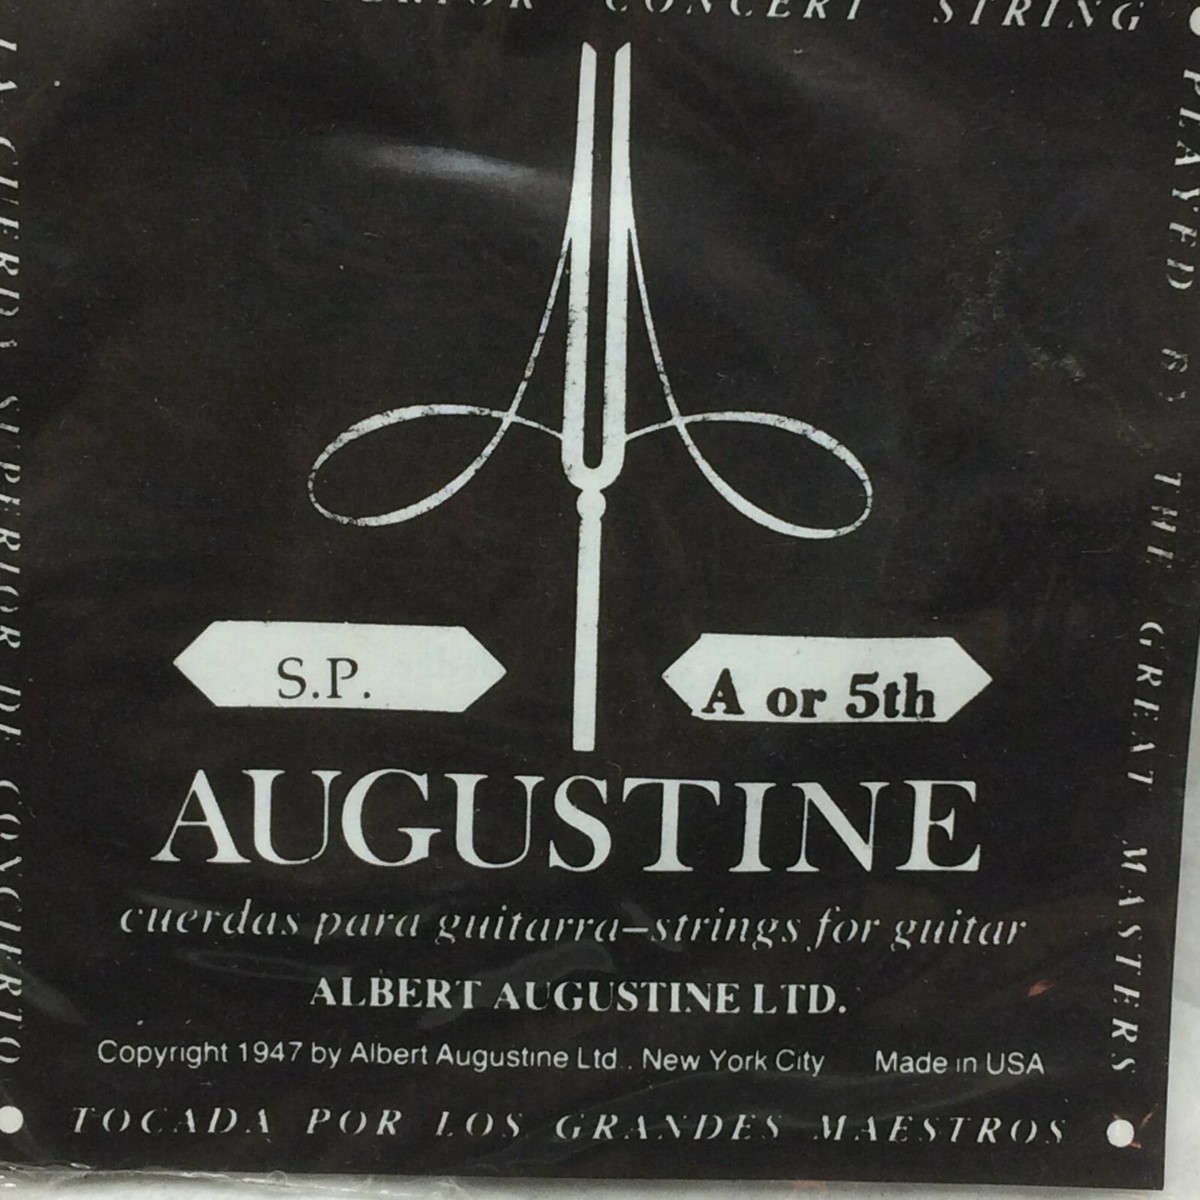 CONCERT STRING
PLAYED BY THE GREAT MASTERS
LA CUERDA SUPERIOR DE CONCIERTO
S.P.
A or 5th
AUGUSTINE
cuerdas para guitarra–strings for guitar
ALBERT AUGUSTINE LTD.
Copyright 1947 by Albert Augustine Ltd., New York City Made in USA
TOCADA POR LOS GRANDES MAESTROS